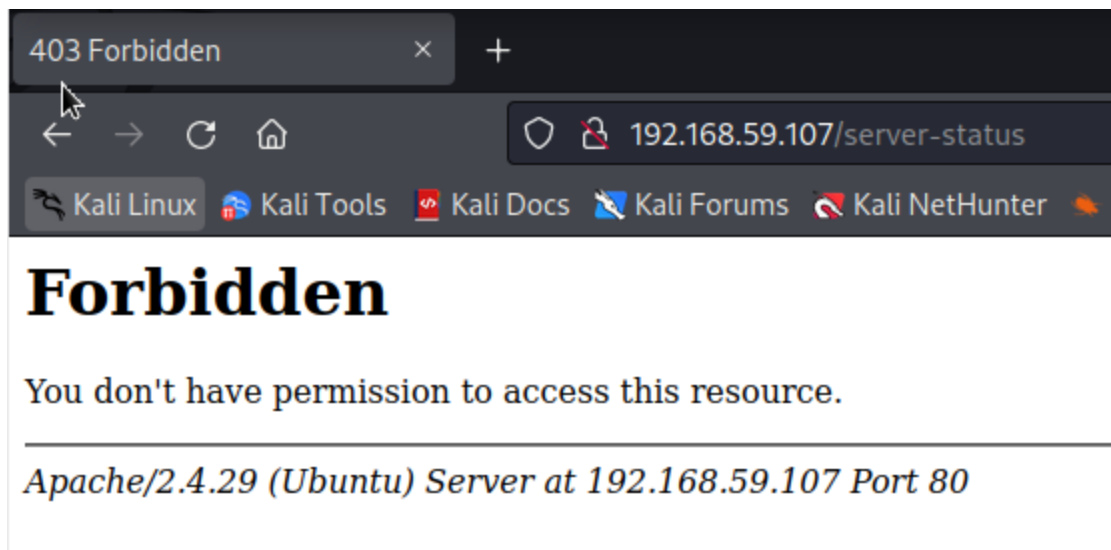 403 Forbidden
192.168.59.107/server-status
Kali Linux Kali Tools Kali Docs Kali Forums Kali NetHunter
Forbidden
You don't have permission to access this resource.
Apache/2.4.29 (Ubuntu) Server at 192.168.59.107 Port 80